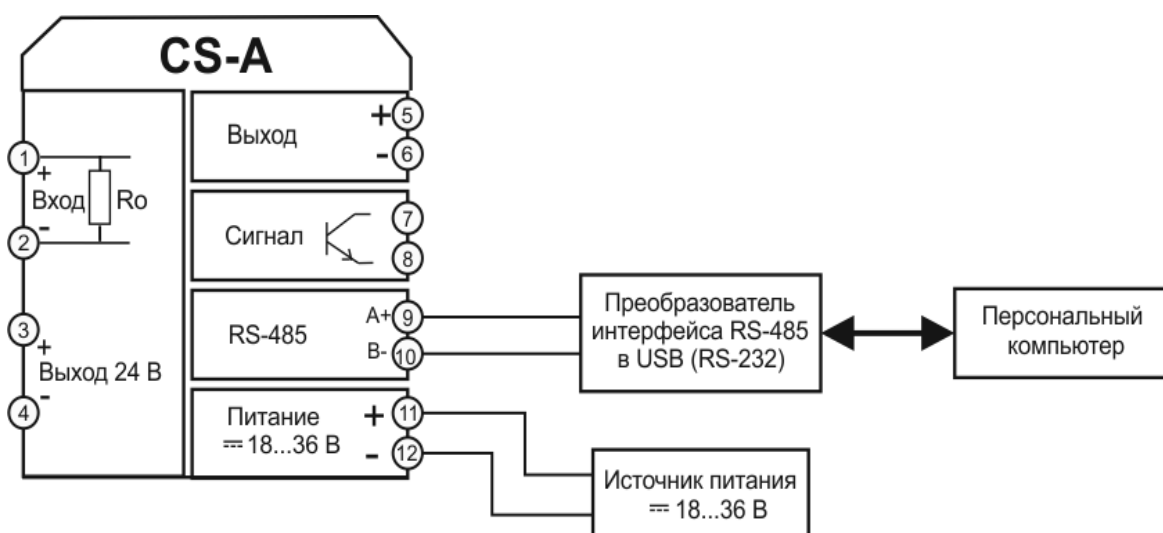 CS-A
1
+
Вход
Ro
-
2
3
+
Выход 24 В
-
4
Выход
+
5
-
6
Сигнал
7
8
RS-485
A+
9
B-
10
Питание
⎓ 18...36 В
+
11
-
12
Преобразователь
интерфейса RS-485
в USB (RS-232)
Персональный
компьютер
Источник питания
⎓ 18...36 В